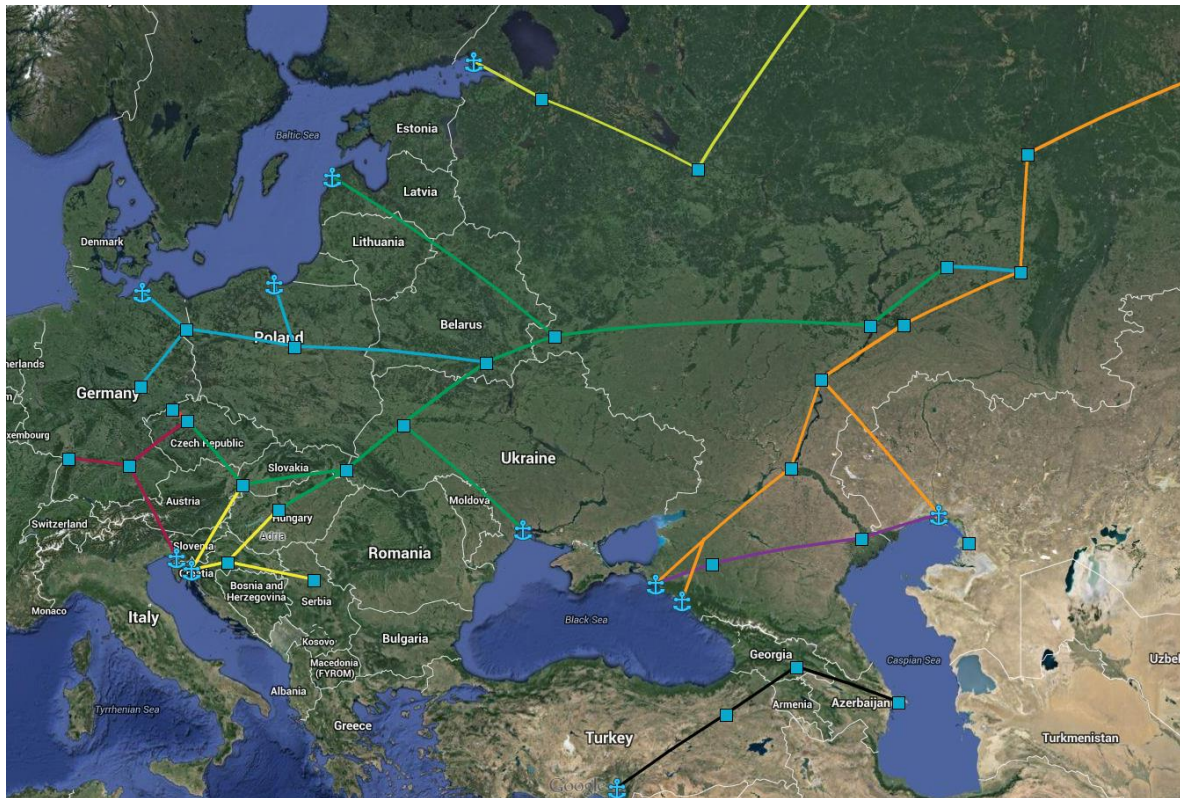 Estonia
Baltic Sea
Latvia
Denmark
Lithuania
Belarus
Poland
Germany
Czech Republic
Slovakia
Ukraine
Austria
Moldova
Switzerland
Hungary
Adria
Slovenia
Croatia
Romania
Bosnia and
Herzegovina
Serbia
Monaco
Italy
Black Sea
Kosovo
Bulgaria
Georgia
Caspian Sea
Macedonia
(FYROM)
Albania
Armenia
Azerbaijan
Tyrrhenian Sea
Greece
Turkey
Turkmenistan
Google